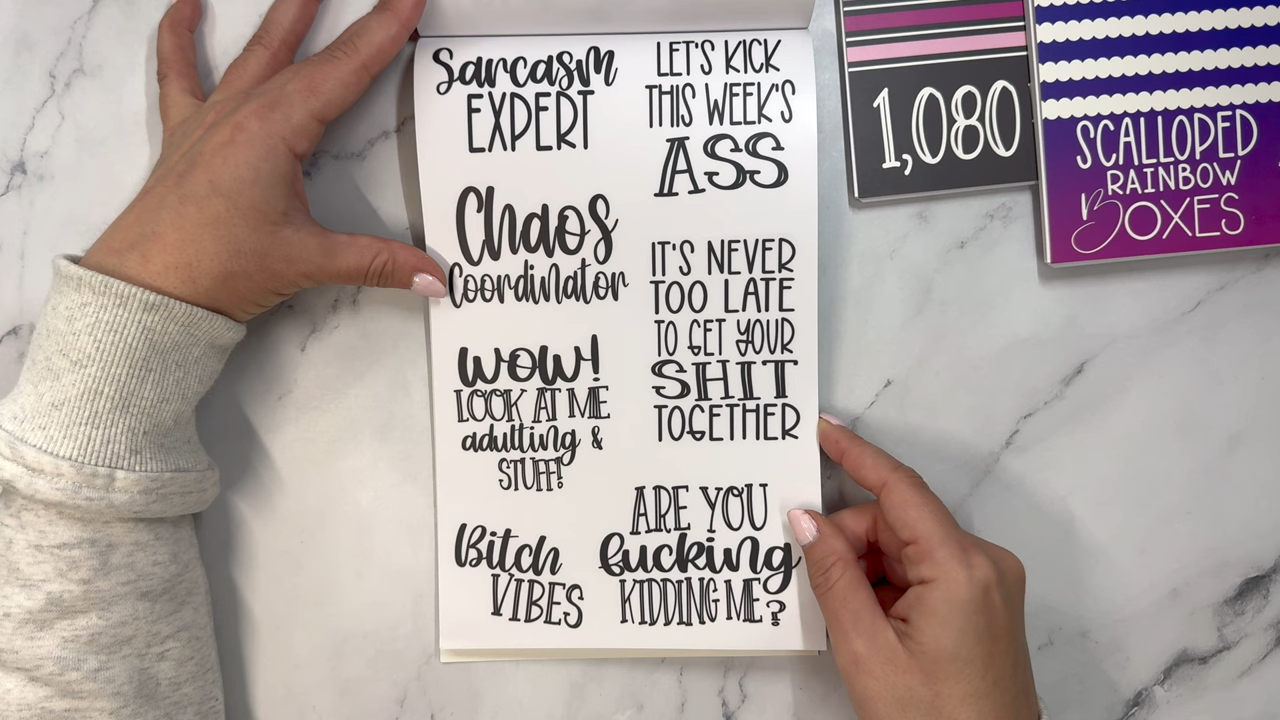 Sarcasm
EXPERT
Chaos
Coordinator
WOW!
LOOK AT ME
adulting &
STUFF!
Bitch
VIBES
LET'S KICK
THIS WEEK'S
ASS
IT'S NEVER
TOO LATE
TO GET YOUR
SHIT
TOGETHER
ARE YOU
fucking
KIDDING ME?
1,080
SCALLOPED
RAINBOW
BOXES